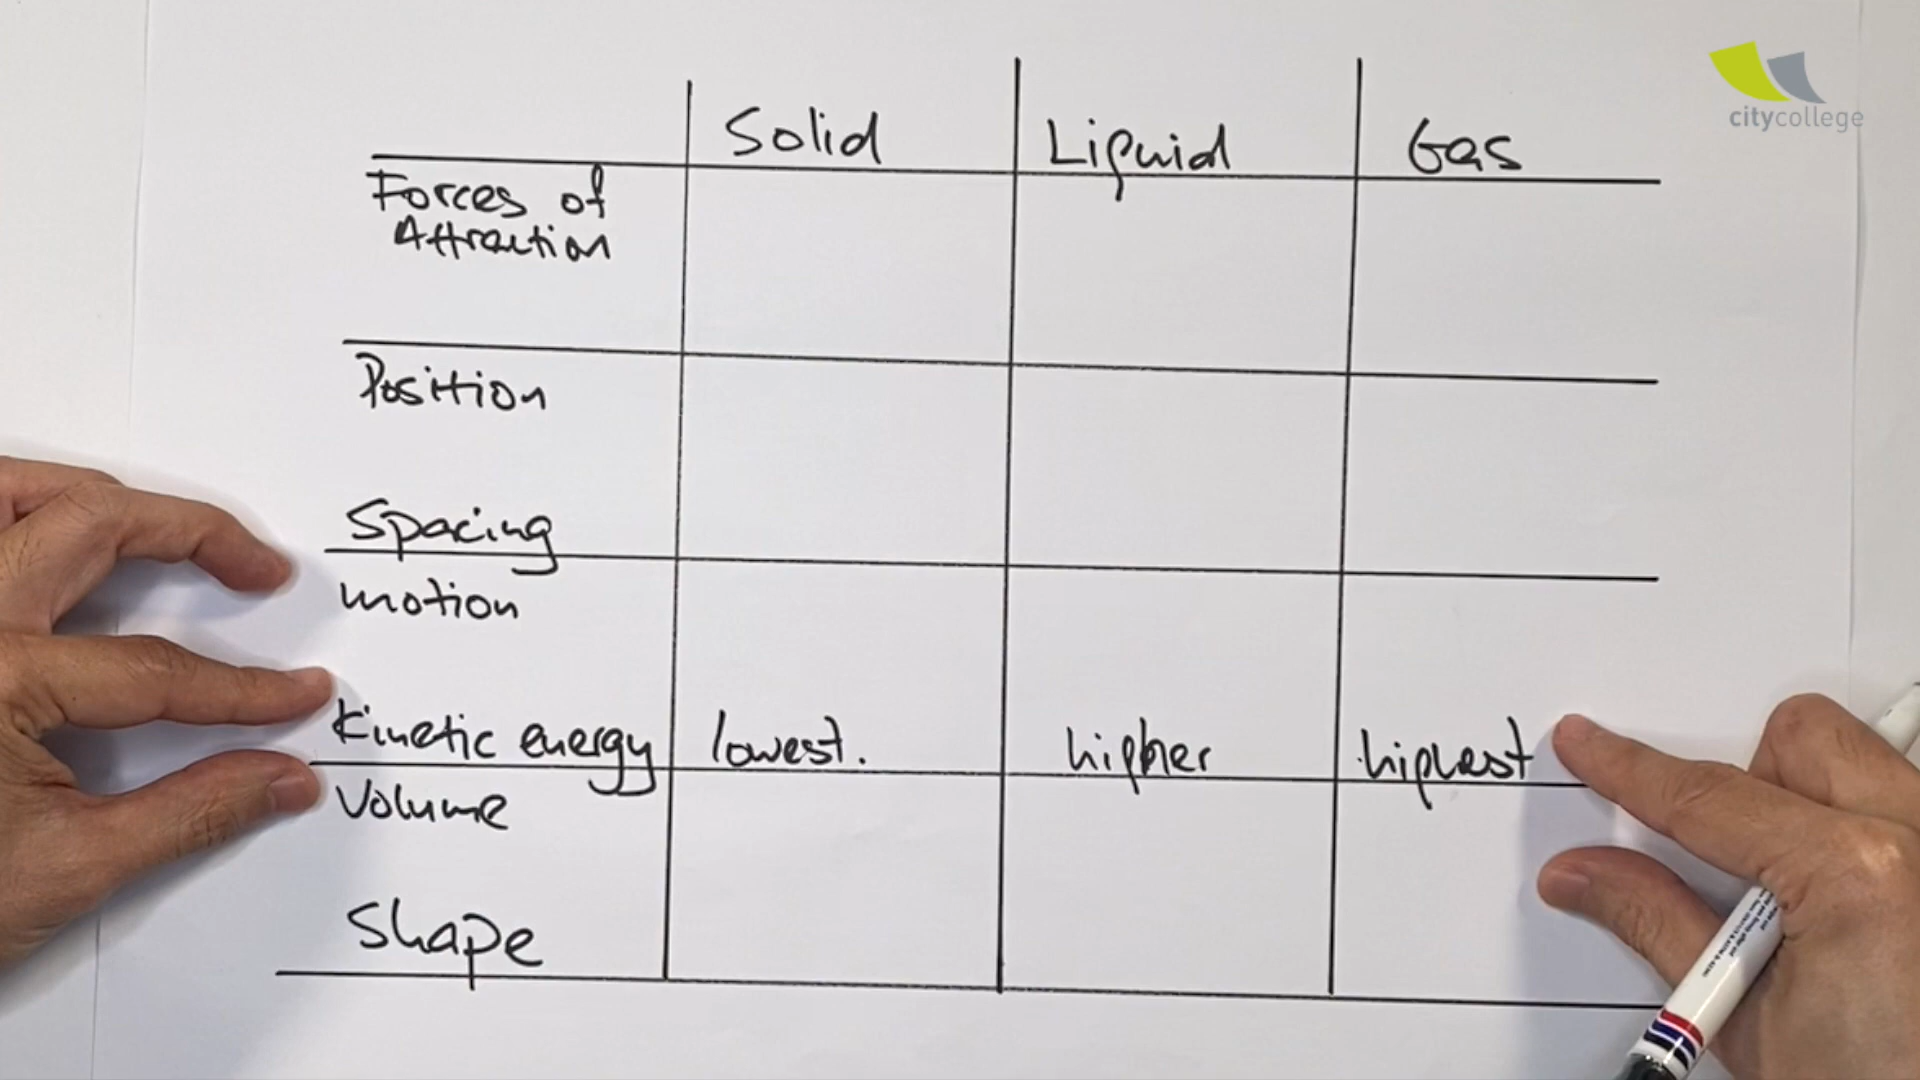 citycollege
Solid Liquid Gas
Forces of
Attraction
Position
Spacing
motion
Kinetic energy lowest. higher highest
Volume
Shape